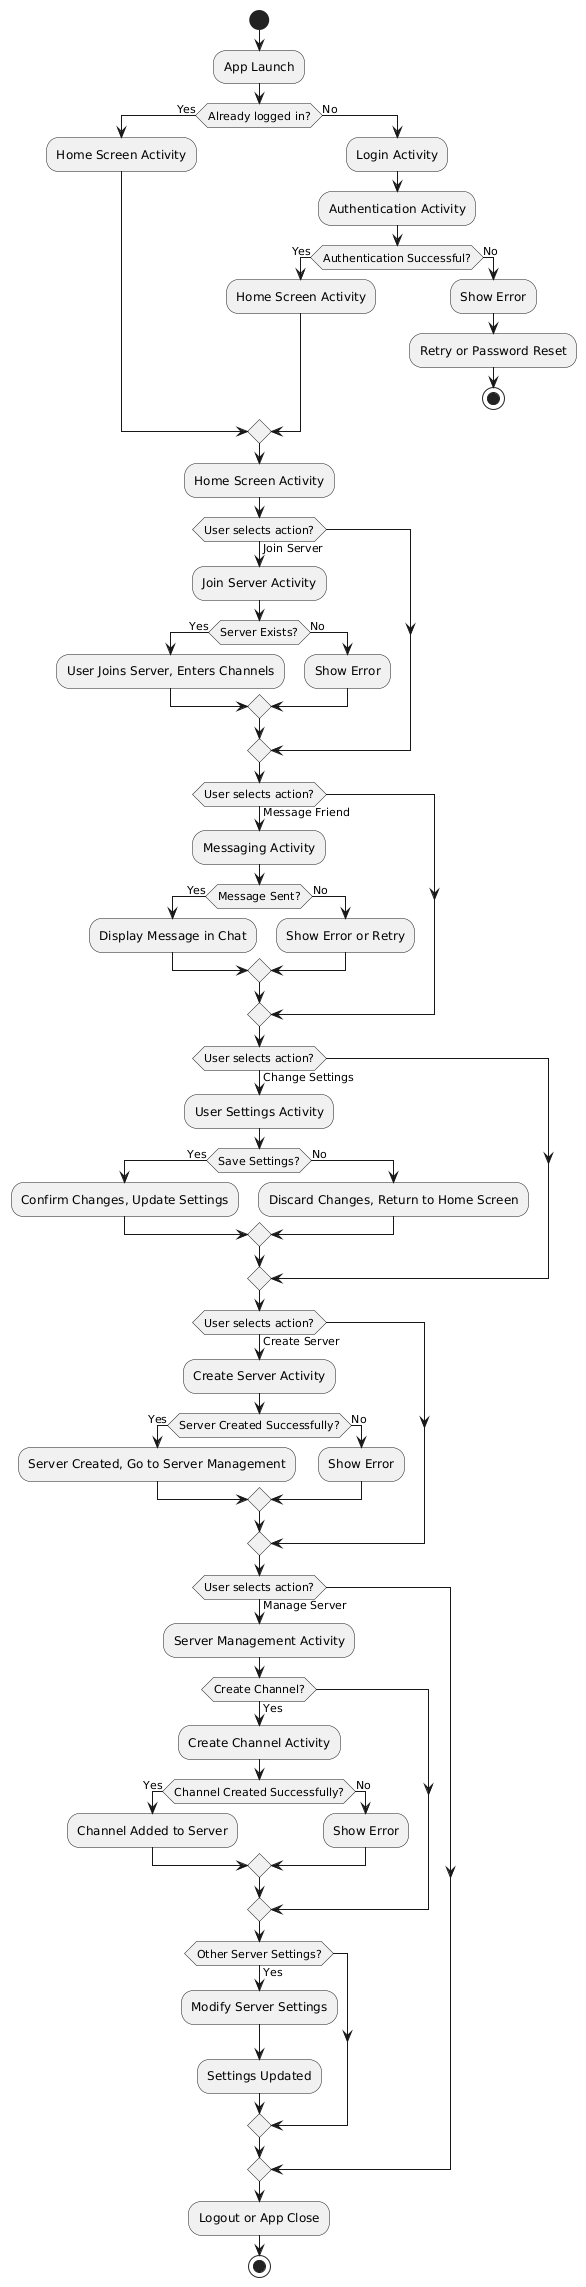 App Launch
Yes
Already logged in?
No
Home Screen Activity
Login Activity
Authentication Activity
Yes
Authentication Successful?
No
Home Screen Activity
Show Error
Retry or Password Reset
Home Screen Activity
User selects action?
Join Server
Join Server Activity
Yes
Server Exists?
No
User Joins Server, Enters Channels
Show Error
User selects action?
Message Friend
Messaging Activity
Yes
Message Sent?
No
Display Message in Chat
Show Error or Retry
User selects action?
Change Settings
User Settings Activity
Yes
Save Settings?
No
Confirm Changes, Update Settings
Discard Changes, Return to Home Screen
User selects action?
Create Server
Create Server Activity
Yes
Server Created Successfully?
No
Server Created, Go to Server Management
Show Error
User selects action?
Manage Server
Server Management Activity
Create Channel?
Yes
Create Channel Activity
Yes
Channel Created Successfully?
No
Channel Added to Server
Show Error
Other Server Settings?
Yes
Modify Server Settings
Settings Updated
Logout or App Close